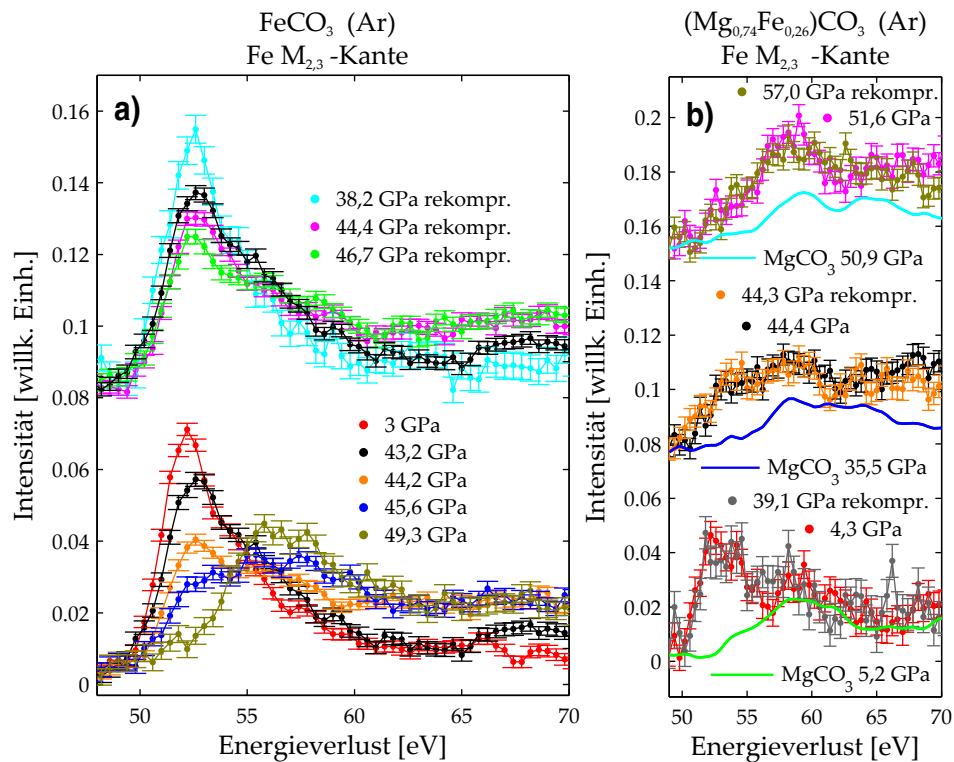 FeCO₃ (Ar)
Fe M₂,₃ -Kante
a)
0.16
0.14
0.12
0.1
0.08
0.06
0.04
0.02
0
Intensität [willk. Einh.]
38,2 GPa rekompr.
44,4 GPa rekompr.
46,7 GPa rekompr.
3 GPa
43,2 GPa
44,2 GPa
45,6 GPa
49,3 GPa
50 55 60 65 70
Energieverlust [eV]
(Mg₀,₇₄Fe₀,₂₆)CO₃ (Ar)
Fe M₂,₃ -Kante
b)
0.2
0.18
0.16
0.14
0.12
0.1
0.08
0.06
0.04
0.02
0
Intensität [willk. Einh.]
57,0 GPa rekompr.
51,6 GPa
MgCO₃ 50,9 GPa
44,3 GPa rekompr.
44,4 GPa
MgCO₃ 35,5 GPa
39,1 GPa rekompr.
4,3 GPa
MgCO₃ 5,2 GPa
50 55 60 65 70
Energieverlust [eV]